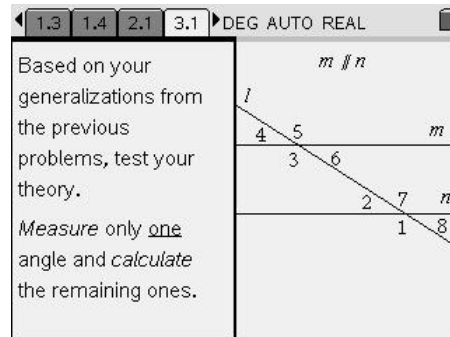 1.3 1.4 2.1 3.1 DEG AUTO REAL
Based on your
generalizations from
the previous
problems, test your
theory.
Measure only one
angle and calculate
the remaining ones.
m // n
l
4 5 m
3 6
2 7 n
1 8